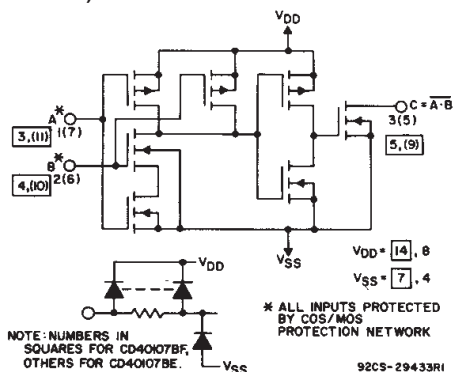 VDD
A*
3,(11) 1(7)
B*
4,(10) 2(6)
C = A·B
3(5)
5,(9)
VSS
VDD = 14, 8
VSS = 7, 4
VDD
* ALL INPUTS PROTECTED
BY COS/MOS
PROTECTION NETWORK
NOTE: NUMBERS IN
SQUARES FOR CD40107BF,
OTHERS FOR CD40107BE.
VSS
92CS-29433RI